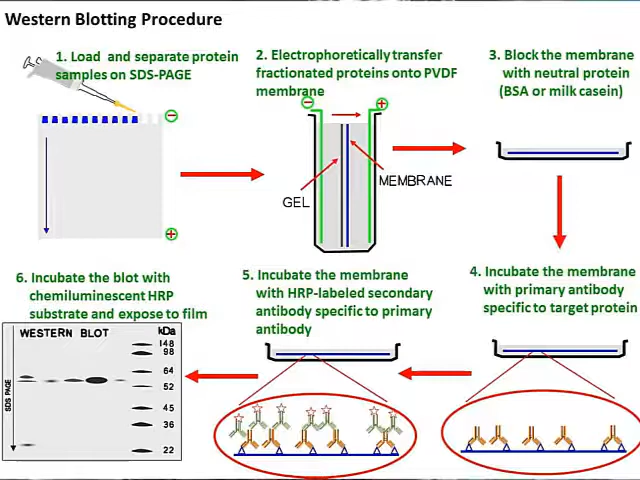 Western Blotting Procedure
1. Load and separate protein
samples on SDS-PAGE
2. Electrophoretically transfer
fractionated proteins onto PVDF
membrane
3. Block the membrane
with neutral protein
(BSA or milk casein)
GEL
MEMBRANE
4. Incubate the membrane
with primary antibody
specific to target protein
5. Incubate the membrane
with HRP-labeled secondary
antibody specific to primary
antibody
6. Incubate the blot with
chemiluminescent HRP
substrate and expose to film
WESTERN BLOT
kDa
148
98
64
52
45
36
22
SDS PAGE